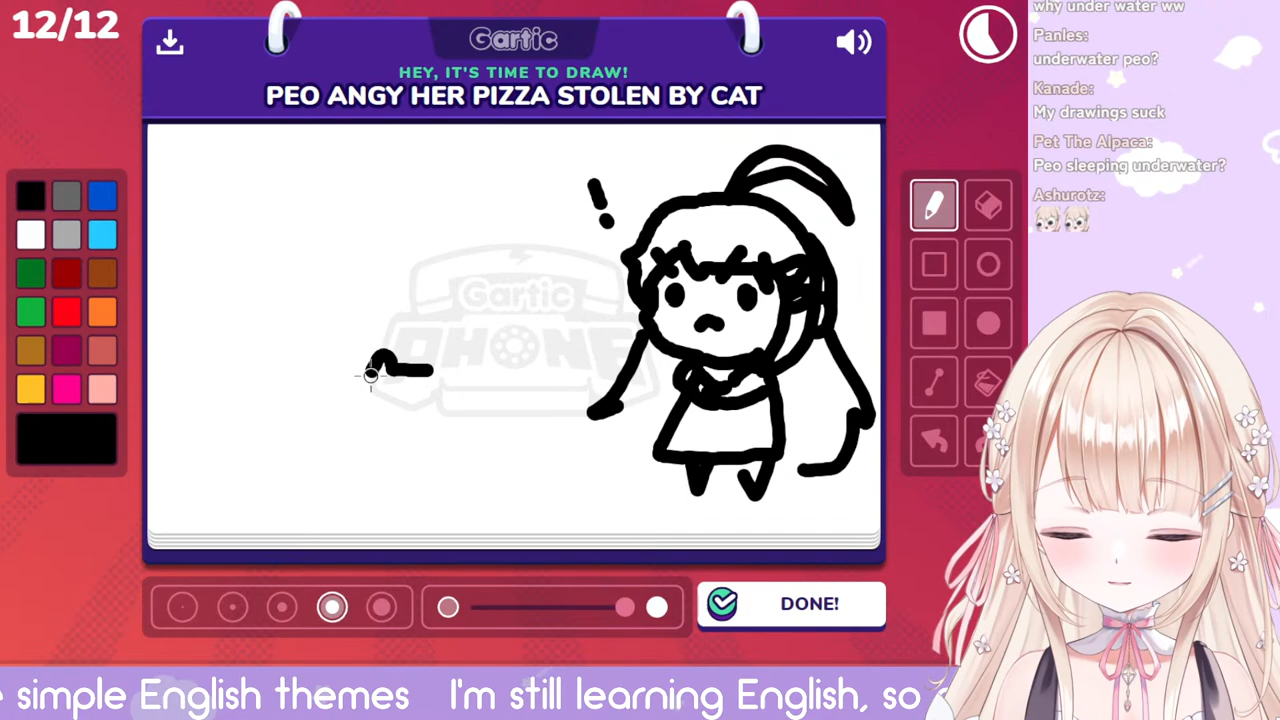 12/12
Gartic
HEY, IT'S TIME TO DRAW!
PEO ANGY HER PIZZA STOLEN BY CAT
!
Gartic
PHONE
DONE!
why under water ww
Panles:
underwater peo?
Kanade:
My drawings suck
Pet The Alpaca:
Peo sleeping underwater?
Ashurotz:
simple English themes I'm still learning English, so